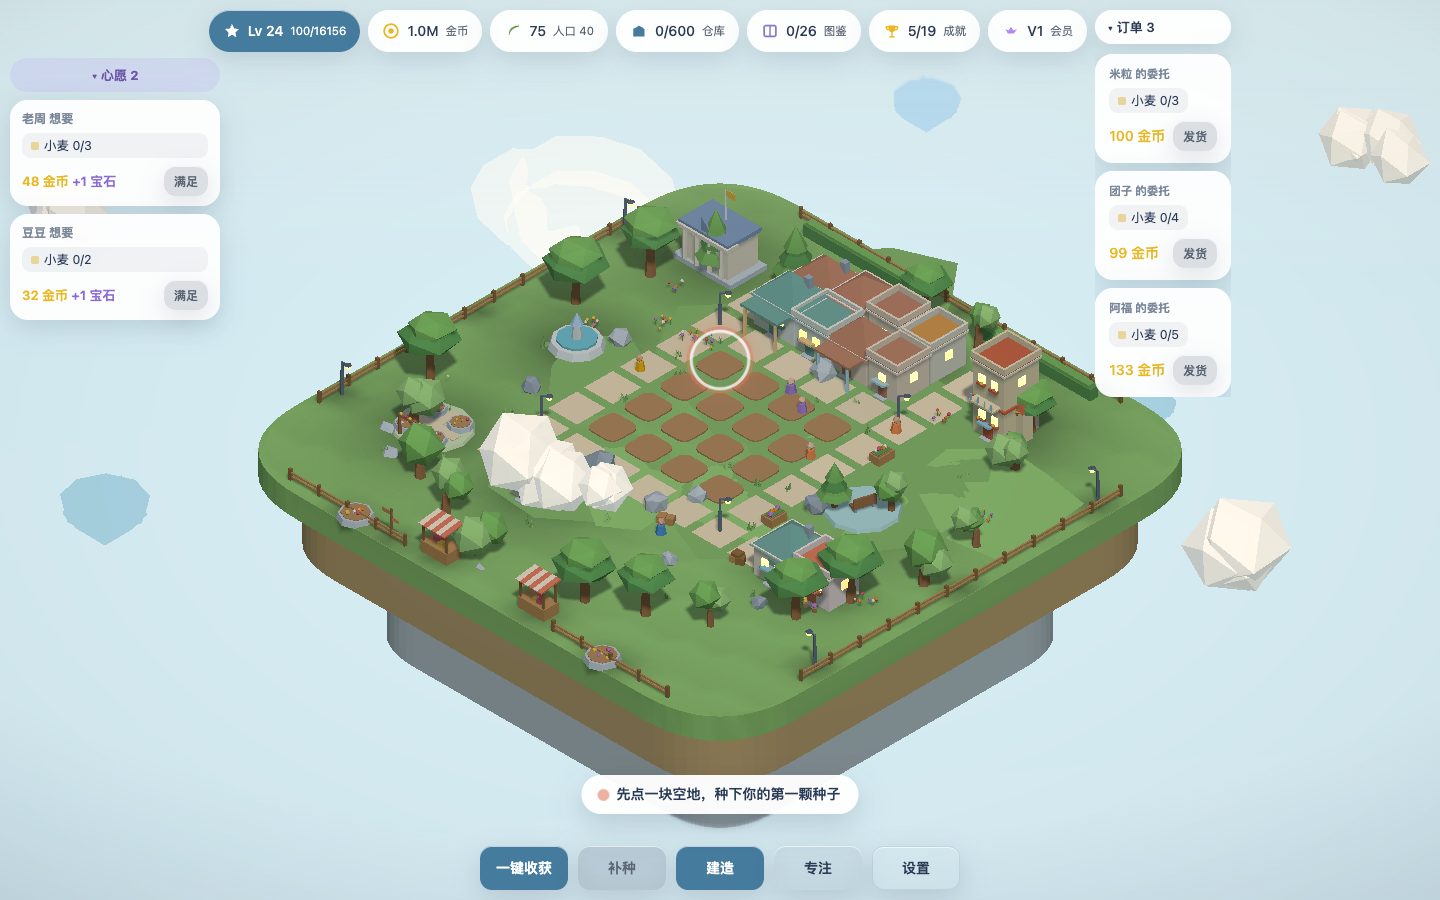 Lv 24 100/16156
1.0M 金币
75 人口 40
0/600 仓库
0/26 图鉴
5/19 成就
V1 会员
▾ 订单 3
▾ 心愿 2
老周 想要
小麦 0/3
48 金币 +1 宝石
满足
豆豆 想要
小麦 0/2
32 金币 +1 宝石
满足
米粒 的委托
小麦 0/3
100 金币
发货
团子 的委托
小麦 0/4
99 金币
发货
阿福 的委托
小麦 0/5
133 金币
发货
先点一块空地，种下你的第一颗种子
一键收获
补种
建造
专注
设置